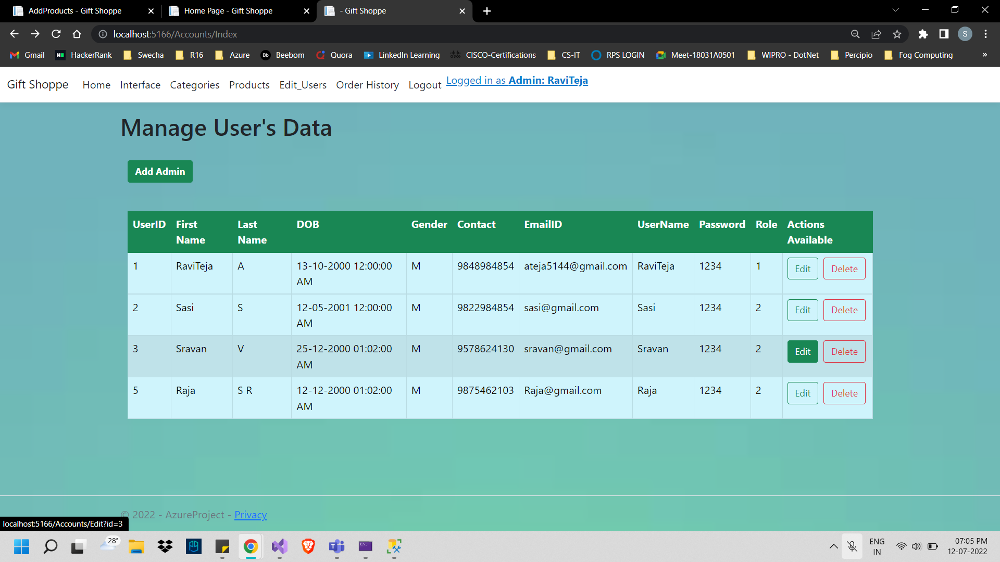 AddProducts - Gift Shoppe
Home Page - Gift Shoppe
- Gift Shoppe
localhost:5166/Accounts/Index
S
Gmail
HackerRank
Swecha
R16
Azure
Bb Beebom
Quora
LinkedIn Learning
CISCO-Certifications
CS-IT
RPS LOGIN
Meet-18031A0501
WIPRO - DotNet
Percipio
Fog Computing
»
Gift Shoppe Home Interface Categories Products Edit_Users Order History Logout Logged in as Admin: RaviTeja
Manage User's Data
Add Admin
UserID First Name Last Name DOB Gender Contact EmailID UserName Password Role Actions Available
1 RaviTeja A 13-10-2000 12:00:00 AM M 9848984854 ateja5144@gmail.com RaviTeja 1234 1 Edit Delete
2 Sasi S 12-05-2001 12:00:00 AM M 9822984854 sasi@gmail.com Sasi 1234 2 Edit Delete
3 Sravan V 25-12-2000 01:02:00 AM M 9578624130 sravan@gmail.com Sravan 1234 2 Edit Delete
5 Raja S R 12-12-2000 01:02:00 AM M 9875462103 Raja@gmail.com Raja 1234 2 Edit Delete
© 2022 - AzureProject - Privacy
localhost:5166/Accounts/Edit?id=3
28°
ENG
IN
07:05 PM
12-07-2022